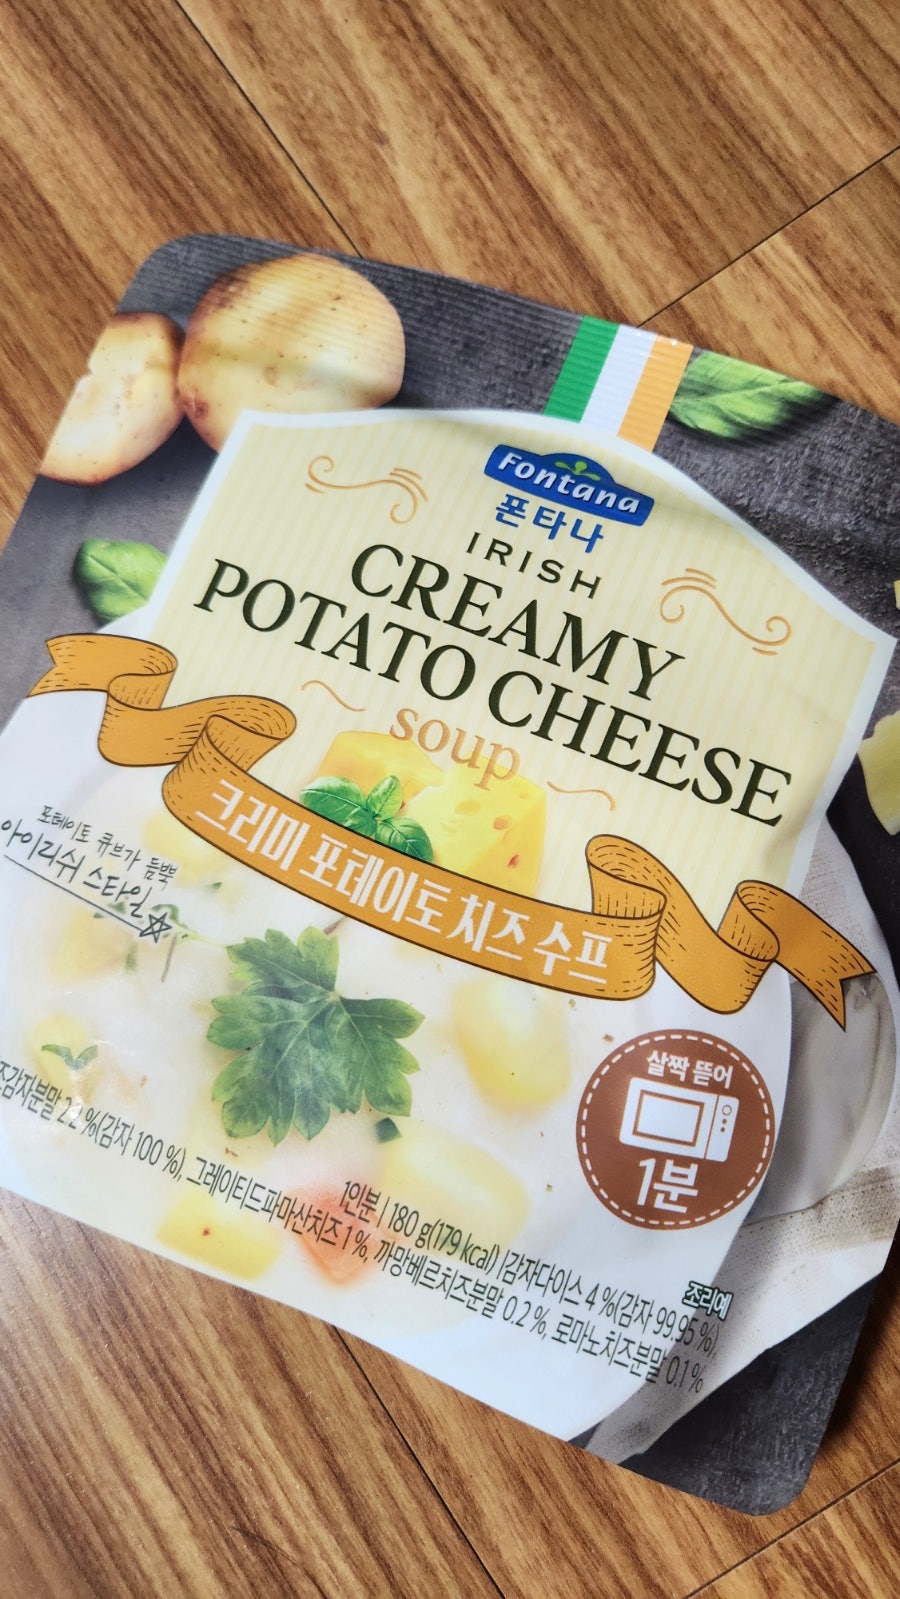 Fontana
폰타나
IRISH
CREAMY
POTATO CHEESE
soup
크리미 포테이토 치즈 수프
포테이토 큐브가 듬뿍
아이리쉬 스타일
살짝 뜯어
1분
조리예
1인분 | 180 g(179 kcal) | 감자다이스 4 %(감자 99.95 %),
감자분말 2.2 %(감자 100 %), 그레이티드파마산치즈 1 %, 까망베르치즈분말 0.2 %, 로마노치즈분말 0.1 %